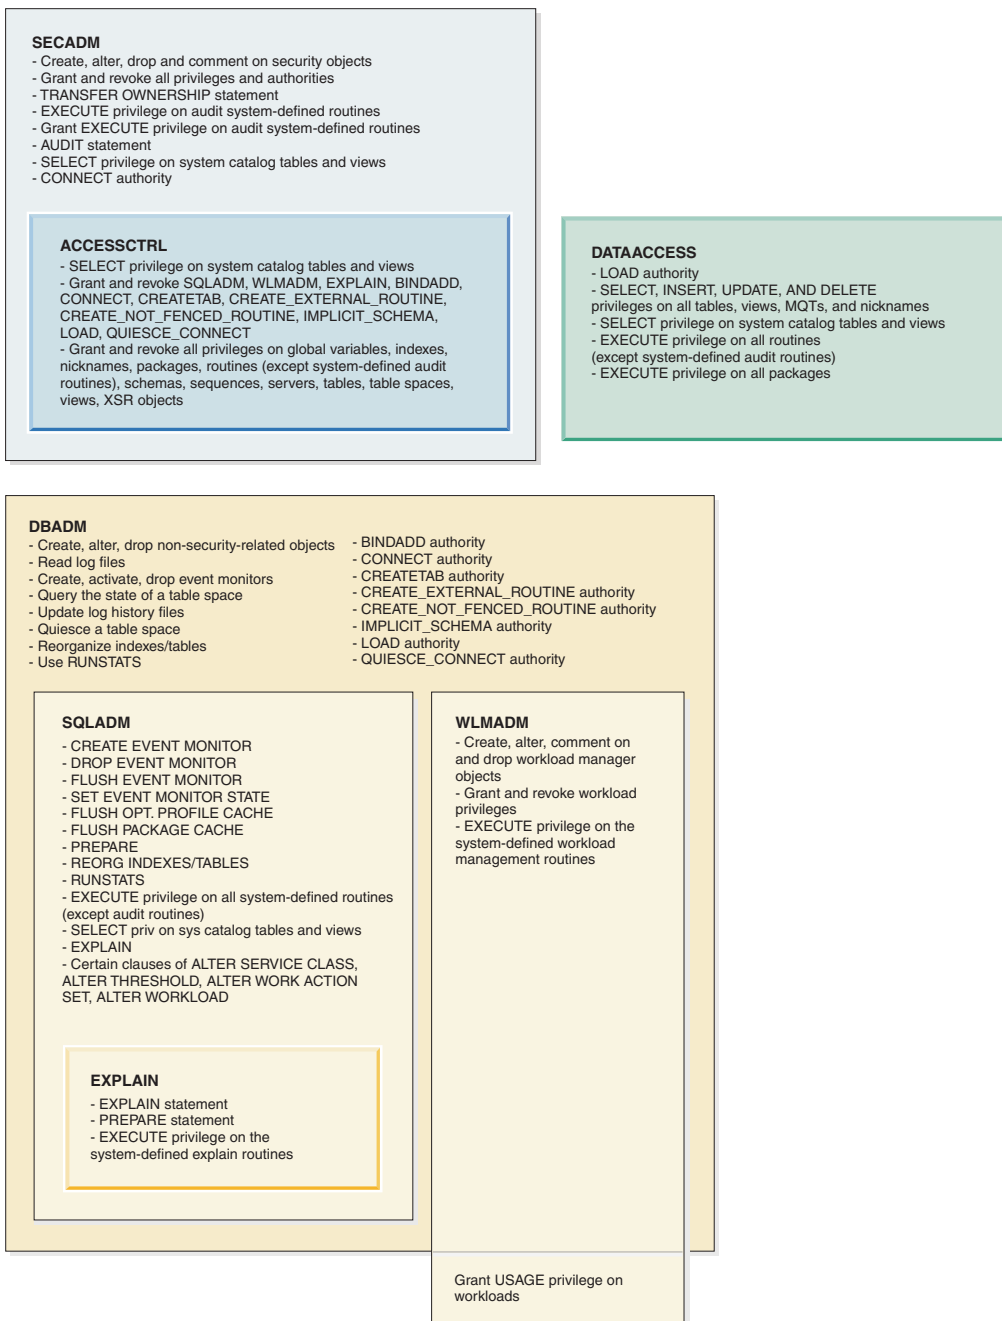 SECADM
- Create, alter, drop and comment on security objects
- Grant and revoke all privileges and authorities
- TRANSFER OWNERSHIP statement
- EXECUTE privilege on audit system-defined routines
- Grant EXECUTE privilege on audit system-defined routines
- AUDIT statement
- SELECT privilege on system catalog tables and views
- CONNECT authority
ACCESSCTRL
- SELECT privilege on system catalog tables and views
- Grant and revoke SQLADM, WLMADM, EXPLAIN, BINDADD,
CONNECT, CREATETAB, CREATE_EXTERNAL_ROUTINE,
CREATE_NOT_FENCED_ROUTINE, IMPLICIT_SCHEMA,
LOAD, QUIESCE_CONNECT
- Grant and revoke all privileges on global variables, indexes,
nicknames, packages, routines (except system-defined audit
routines), schemas, sequences, servers, tables, table spaces,
views, XSR objects
DATAACCESS
- LOAD authority
- SELECT, INSERT, UPDATE, AND DELETE
privileges on all tables, views, MQTs, and nicknames
- SELECT privilege on system catalog tables and views
- EXECUTE privilege on all routines
(except system-defined audit routines)
- EXECUTE privilege on all packages
DBADM
- Create, alter, drop non-security-related objects
- Read log files
- Create, activate, drop event monitors
- Query the state of a table space
- Update log history files
- Quiesce a table space
- Reorganize indexes/tables
- Use RUNSTATS
- BINDADD authority
- CONNECT authority
- CREATETAB authority
- CREATE_EXTERNAL_ROUTINE authority
- CREATE_NOT_FENCED_ROUTINE authority
- IMPLICIT_SCHEMA authority
- LOAD authority
- QUIESCE_CONNECT authority
SQLADM
- CREATE EVENT MONITOR
- DROP EVENT MONITOR
- FLUSH EVENT MONITOR
- SET EVENT MONITOR STATE
- FLUSH OPT. PROFILE CACHE
- FLUSH PACKAGE CACHE
- PREPARE
- REORG INDEXES/TABLES
- RUNSTATS
- EXECUTE privilege on all system-defined routines
(except audit routines)
- SELECT priv on sys catalog tables and views
- EXPLAIN
- Certain clauses of ALTER SERVICE CLASS,
ALTER THRESHOLD, ALTER WORK ACTION
SET, ALTER WORKLOAD
EXPLAIN
- EXPLAIN statement
- PREPARE statement
- EXECUTE privilege on the
system-defined explain routines
WLMADM
- Create, alter, comment on
and drop workload manager
objects
- Grant and revoke workload
privileges
- EXECUTE privilege on the
system-defined workload
management routines
Grant USAGE privilege on
workloads